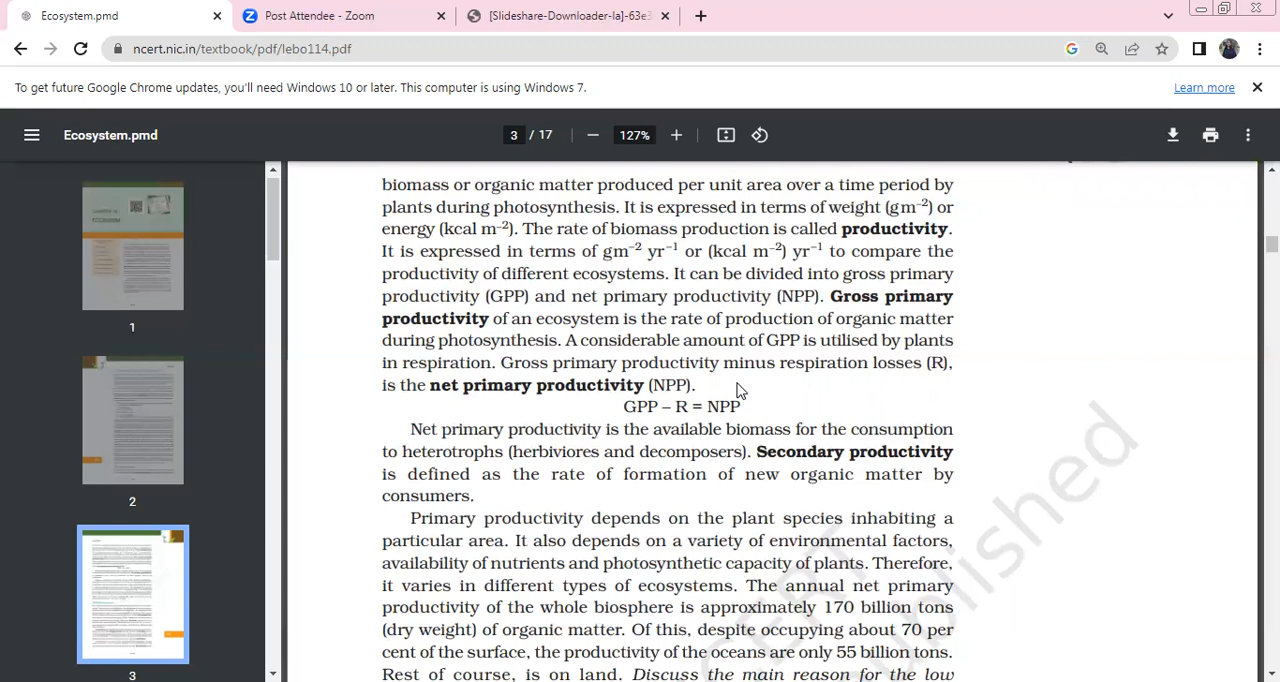 Ecosystem.pmd
Post Attendee - Zoom
[Slideshare-Downloader-la]-63e3
ncert.nic.in/textbook/pdf/lebo114.pdf
To get future Google Chrome updates, you'll need Windows 10 or later. This computer is using Windows 7.
Learn more
Ecosystem.pmd
3 / 17
127%
1
2
3
biomass or organic matter produced per unit area over a time period by
plants during photosynthesis. It is expressed in terms of weight (gm⁻²) or
energy (kcal m⁻²). The rate of biomass production is called productivity.
It is expressed in terms of gm⁻² yr⁻¹ or (kcal m⁻²) yr⁻¹ to compare the
productivity of different ecosystems. It can be divided into gross primary
productivity (GPP) and net primary productivity (NPP). Gross primary
productivity of an ecosystem is the rate of production of organic matter
during photosynthesis. A considerable amount of GPP is utilised by plants
in respiration. Gross primary productivity minus respiration losses (R),
is the net primary productivity (NPP).
GPP – R = NPP
Net primary productivity is the available biomass for the consumption
to heterotrophs (herbiviores and decomposers). Secondary productivity
is defined as the rate of formation of new organic matter by
consumers.
Primary productivity depends on the plant species inhabiting a
particular area. It also depends on a variety of environmental factors,
availability of nutrients and photosynthetic capacity of plants. Therefore,
it varies in different types of ecosystems. The annual net primary
productivity of the whole biosphere is approximately 170 billion tons
(dry weight) of organic matter. Of this, despite occupying about 70 per
cent of the surface, the productivity of the oceans are only 55 billion tons.
Rest of course, is on land. Discuss the main reason for the low
published